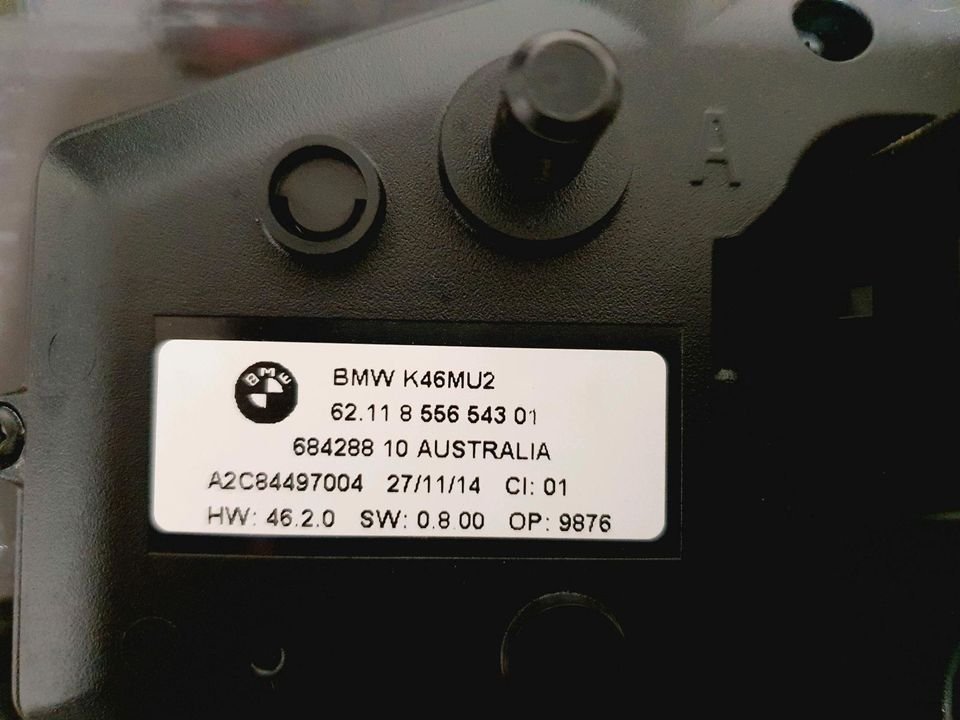 A
BMW
BMW K46MU2
62.11 8 556 543 01
684288 10 AUSTRALIA
A2C84497004 27/11/14 CI: 01
HW: 46.2.0 SW: 0.8.00 OP: 9876